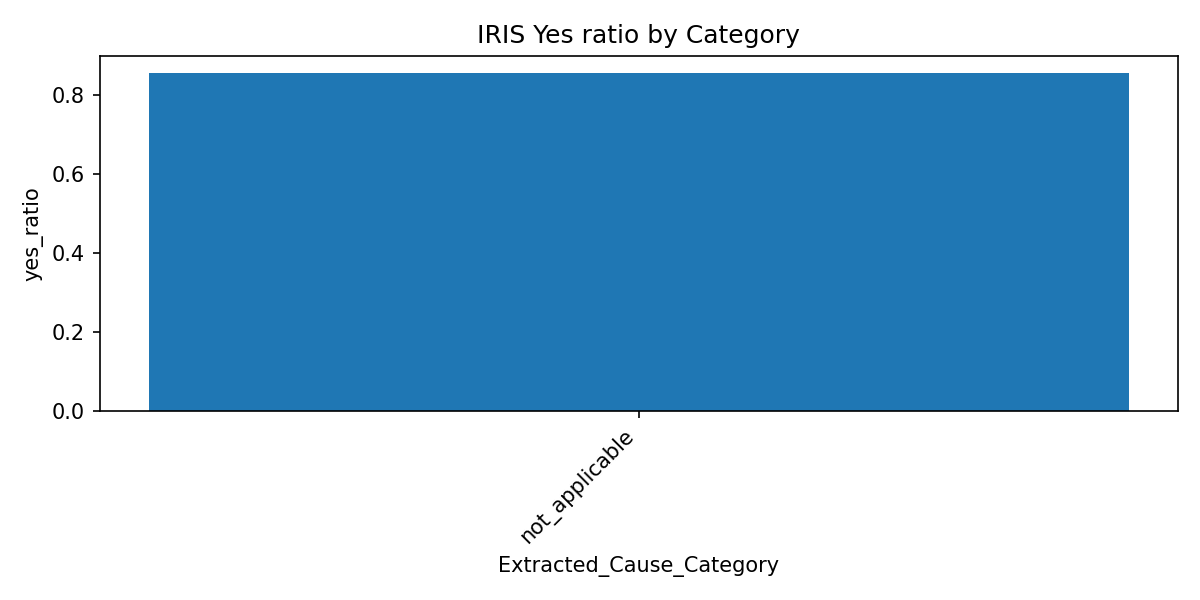 IRIS Yes ratio by Category
yes_ratio
0.8
0.6
0.4
0.2
0.0
not_applicable
Extracted_Cause_Category